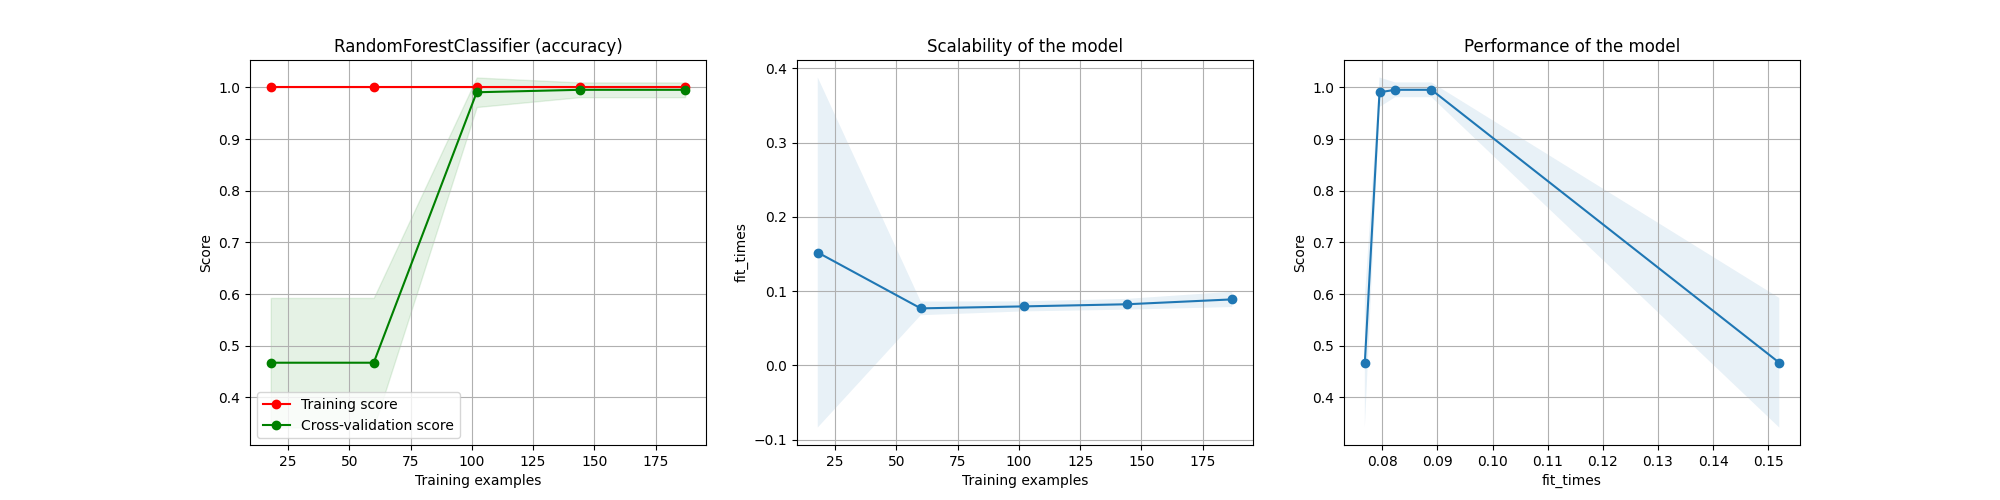 RandomForestClassifier (accuracy)
1.0
0.9
0.8
0.7
0.6
0.5
0.4
Score
Training score
Cross-validation score
25 50 75 100 125 150 175
Training examples
Scalability of the model
0.4
0.3
0.2
0.1
0.0
−0.1
fit_times
25 50 75 100 125 150 175
Training examples
Performance of the model
1.0
0.9
0.8
0.7
0.6
0.5
0.4
Score
0.08 0.09 0.10 0.11 0.12 0.13 0.14 0.15
fit_times